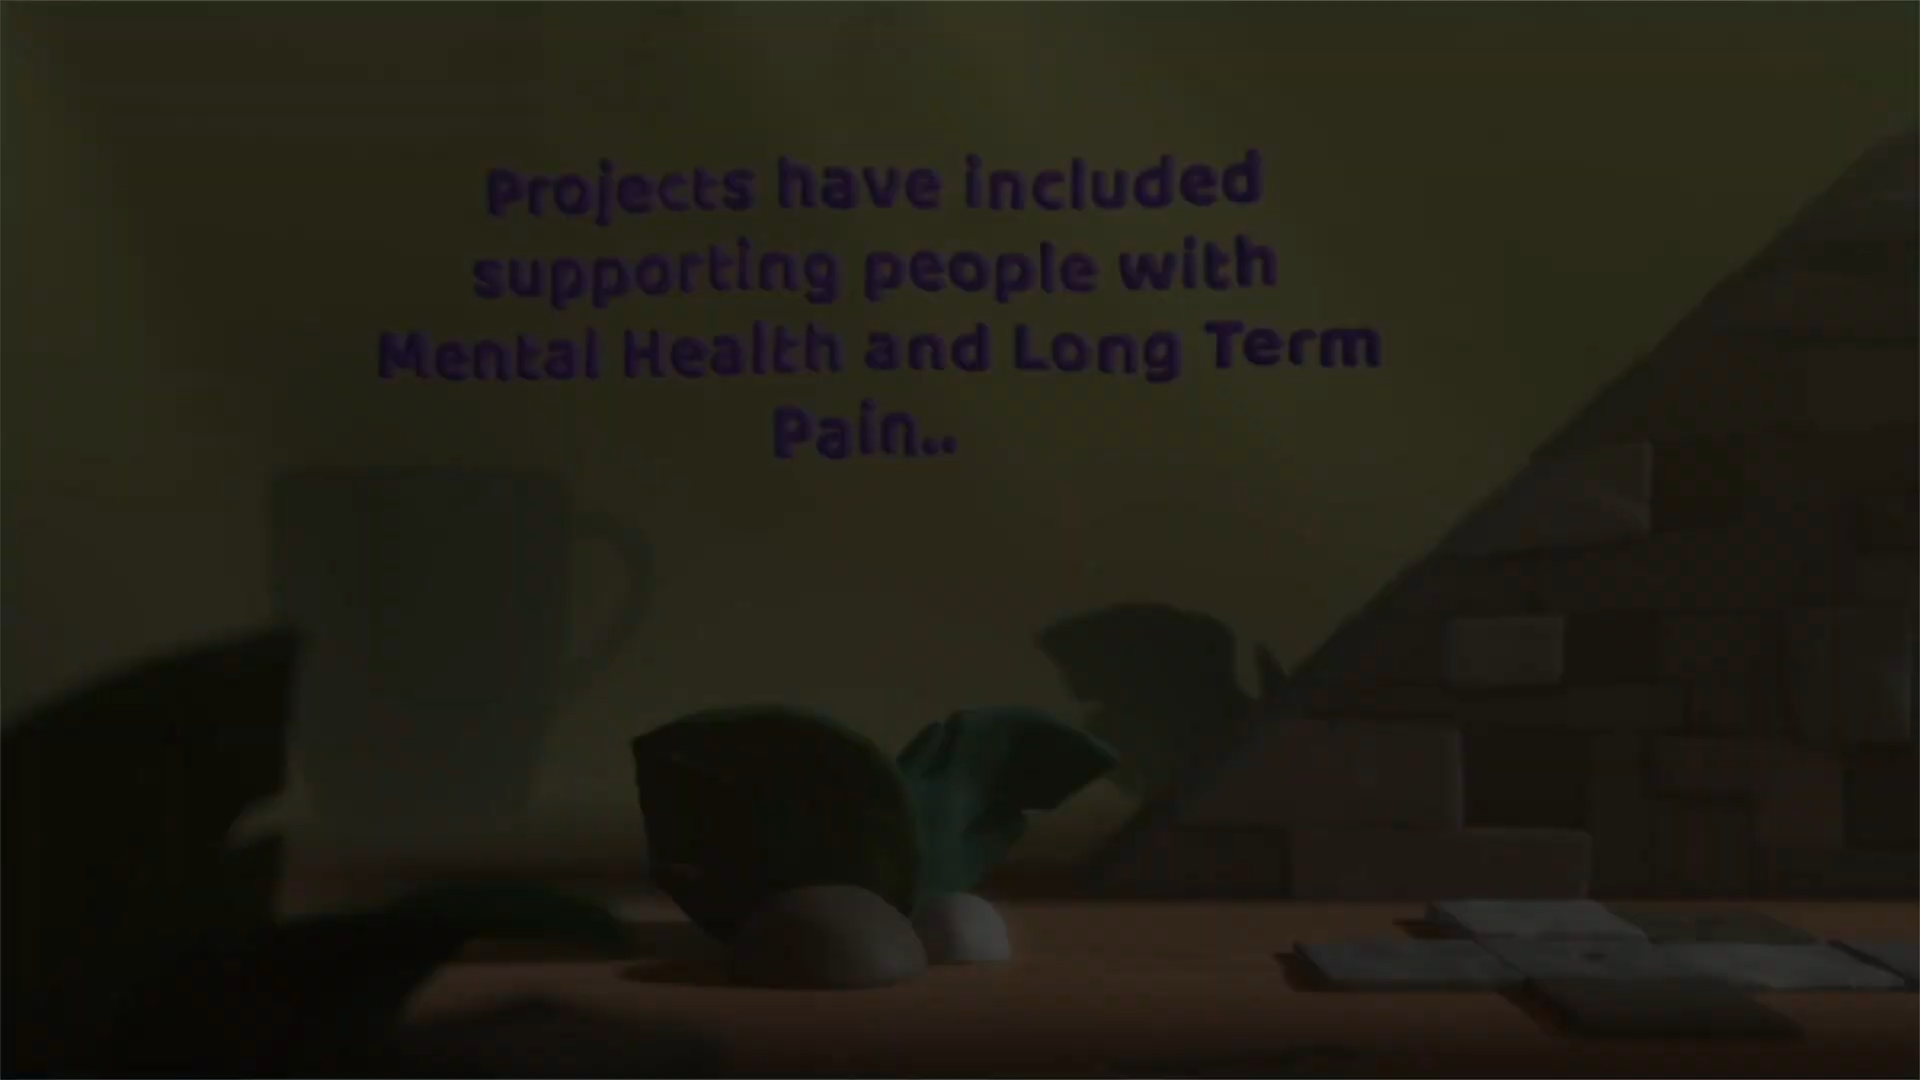 Projects have included
supporting people with
Mental Health and Long Term
Pain..